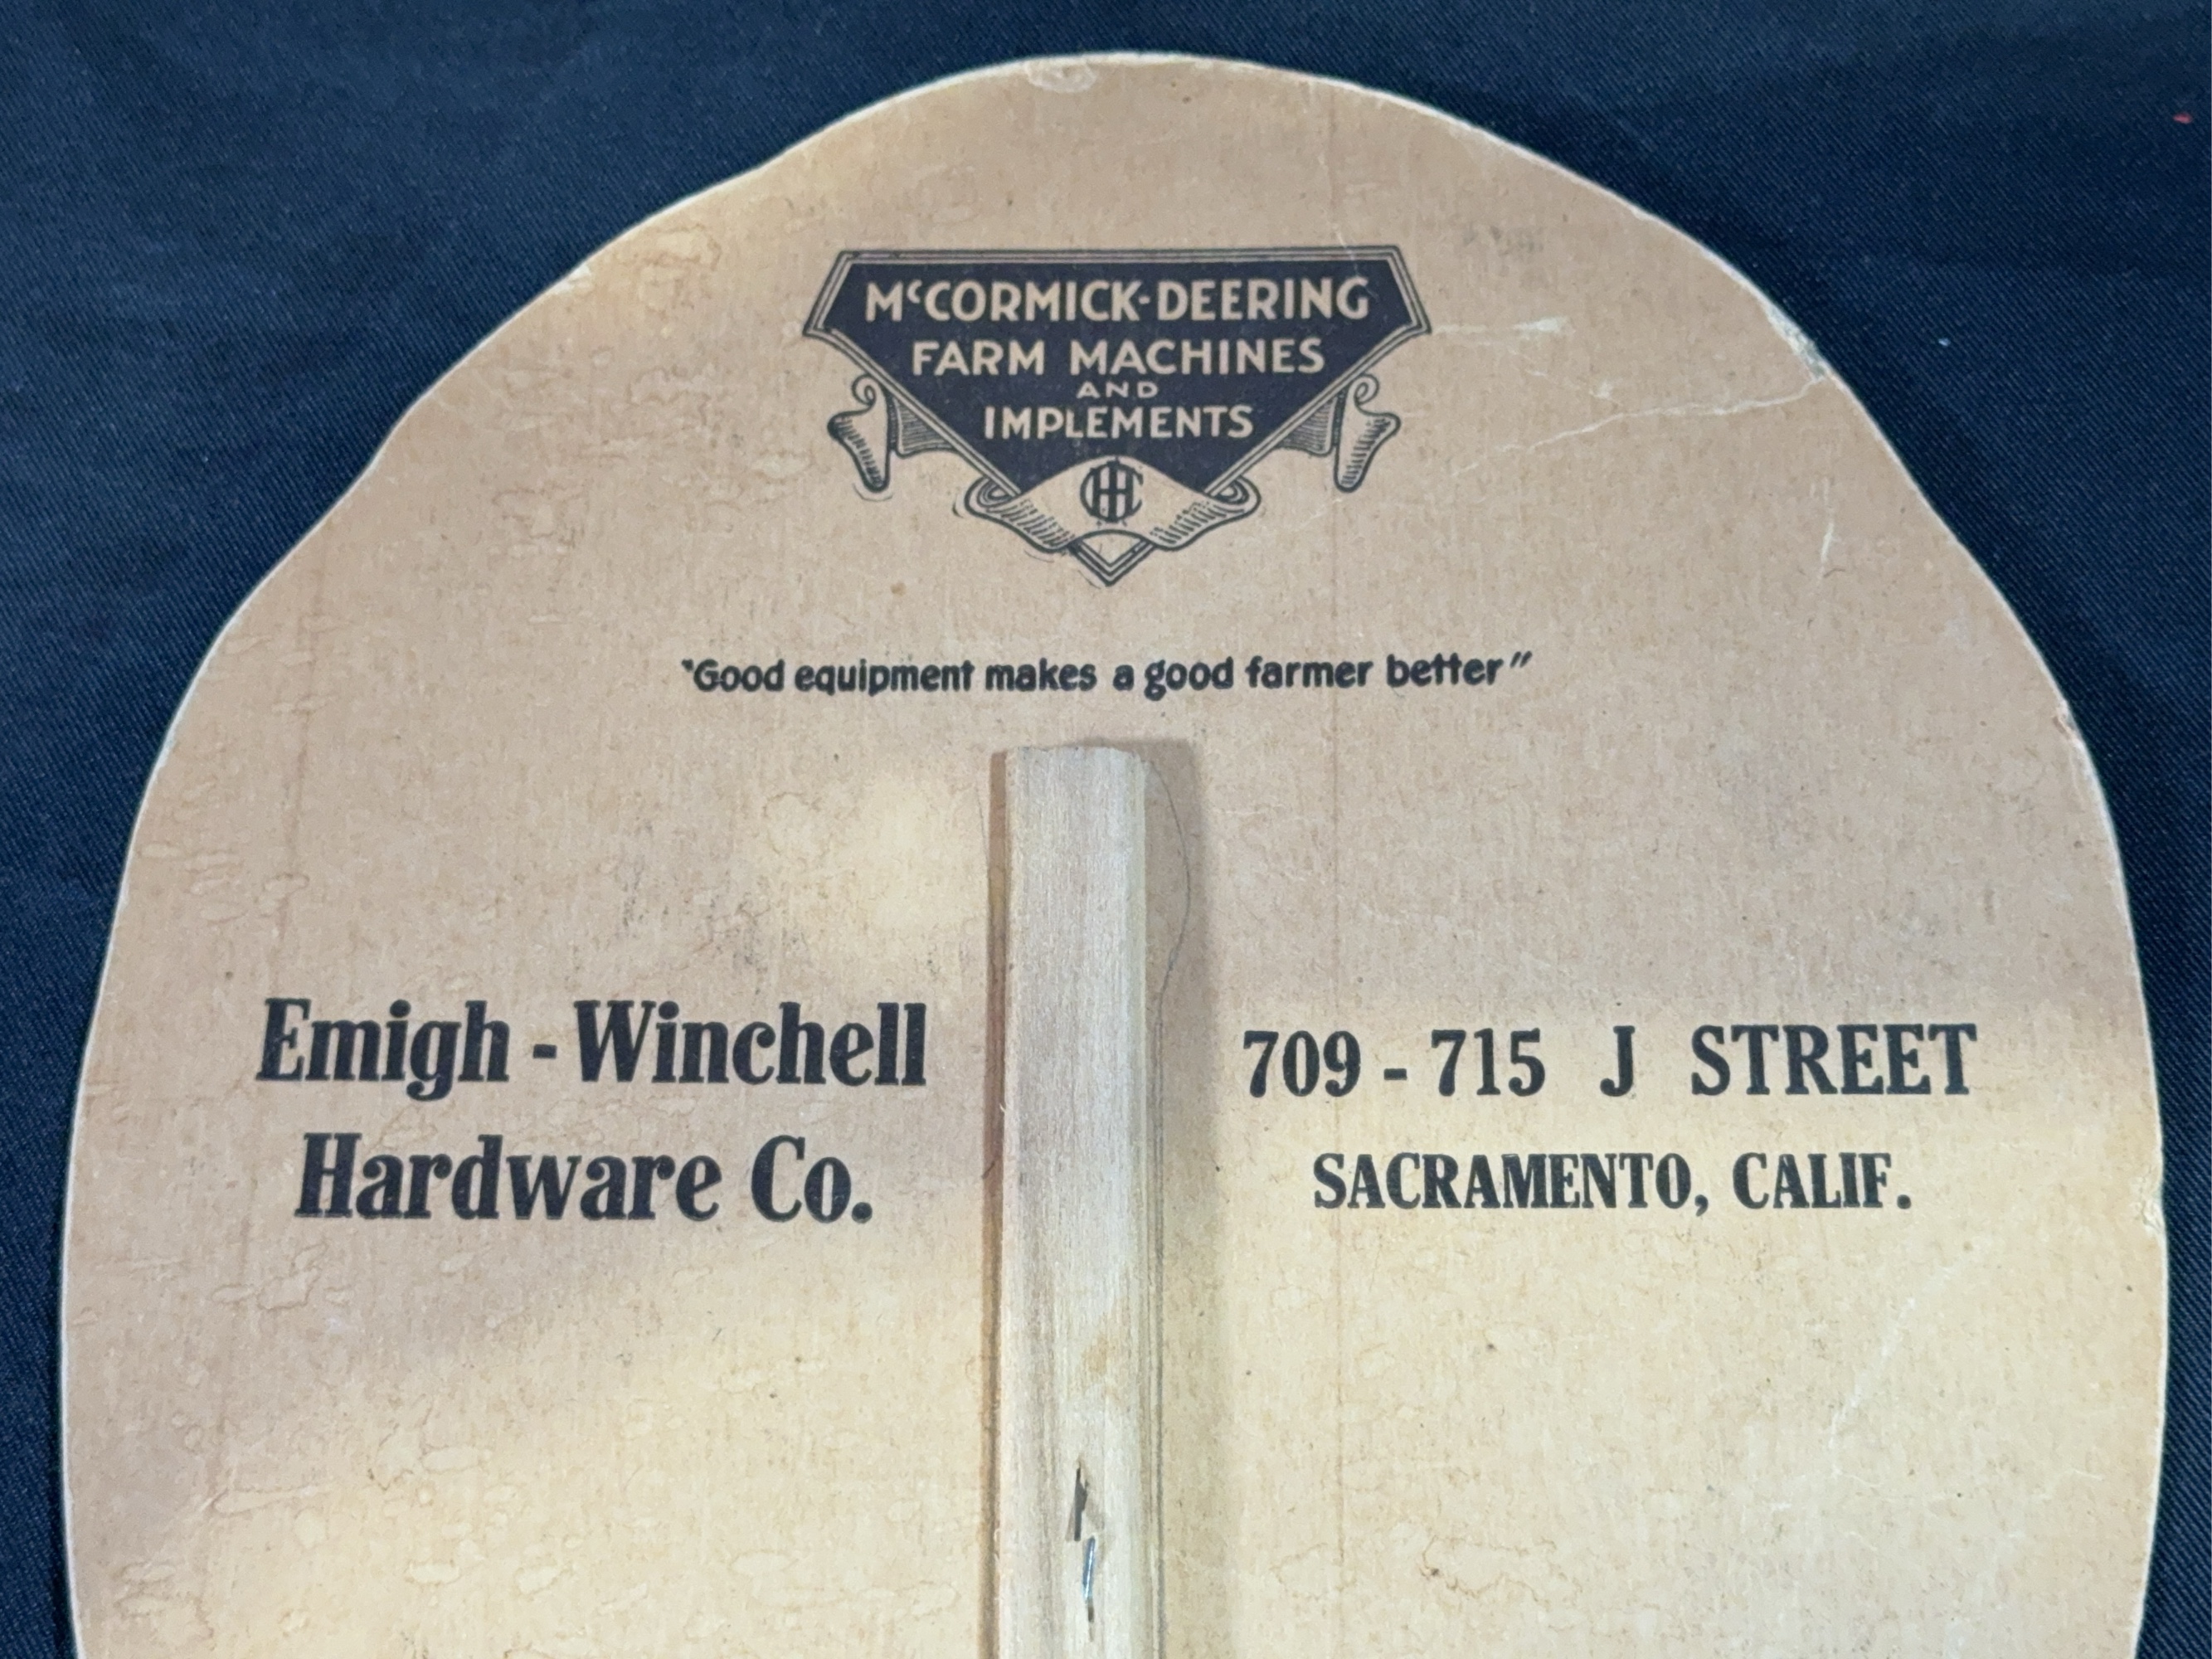 MᶜCORMICK-DEERING
FARM MACHINES
AND
IMPLEMENTS
IHC
"Good equipment makes a good farmer better"
Emigh - Winchell
Hardware Co.
709 - 715 J STREET
SACRAMENTO, CALIF.